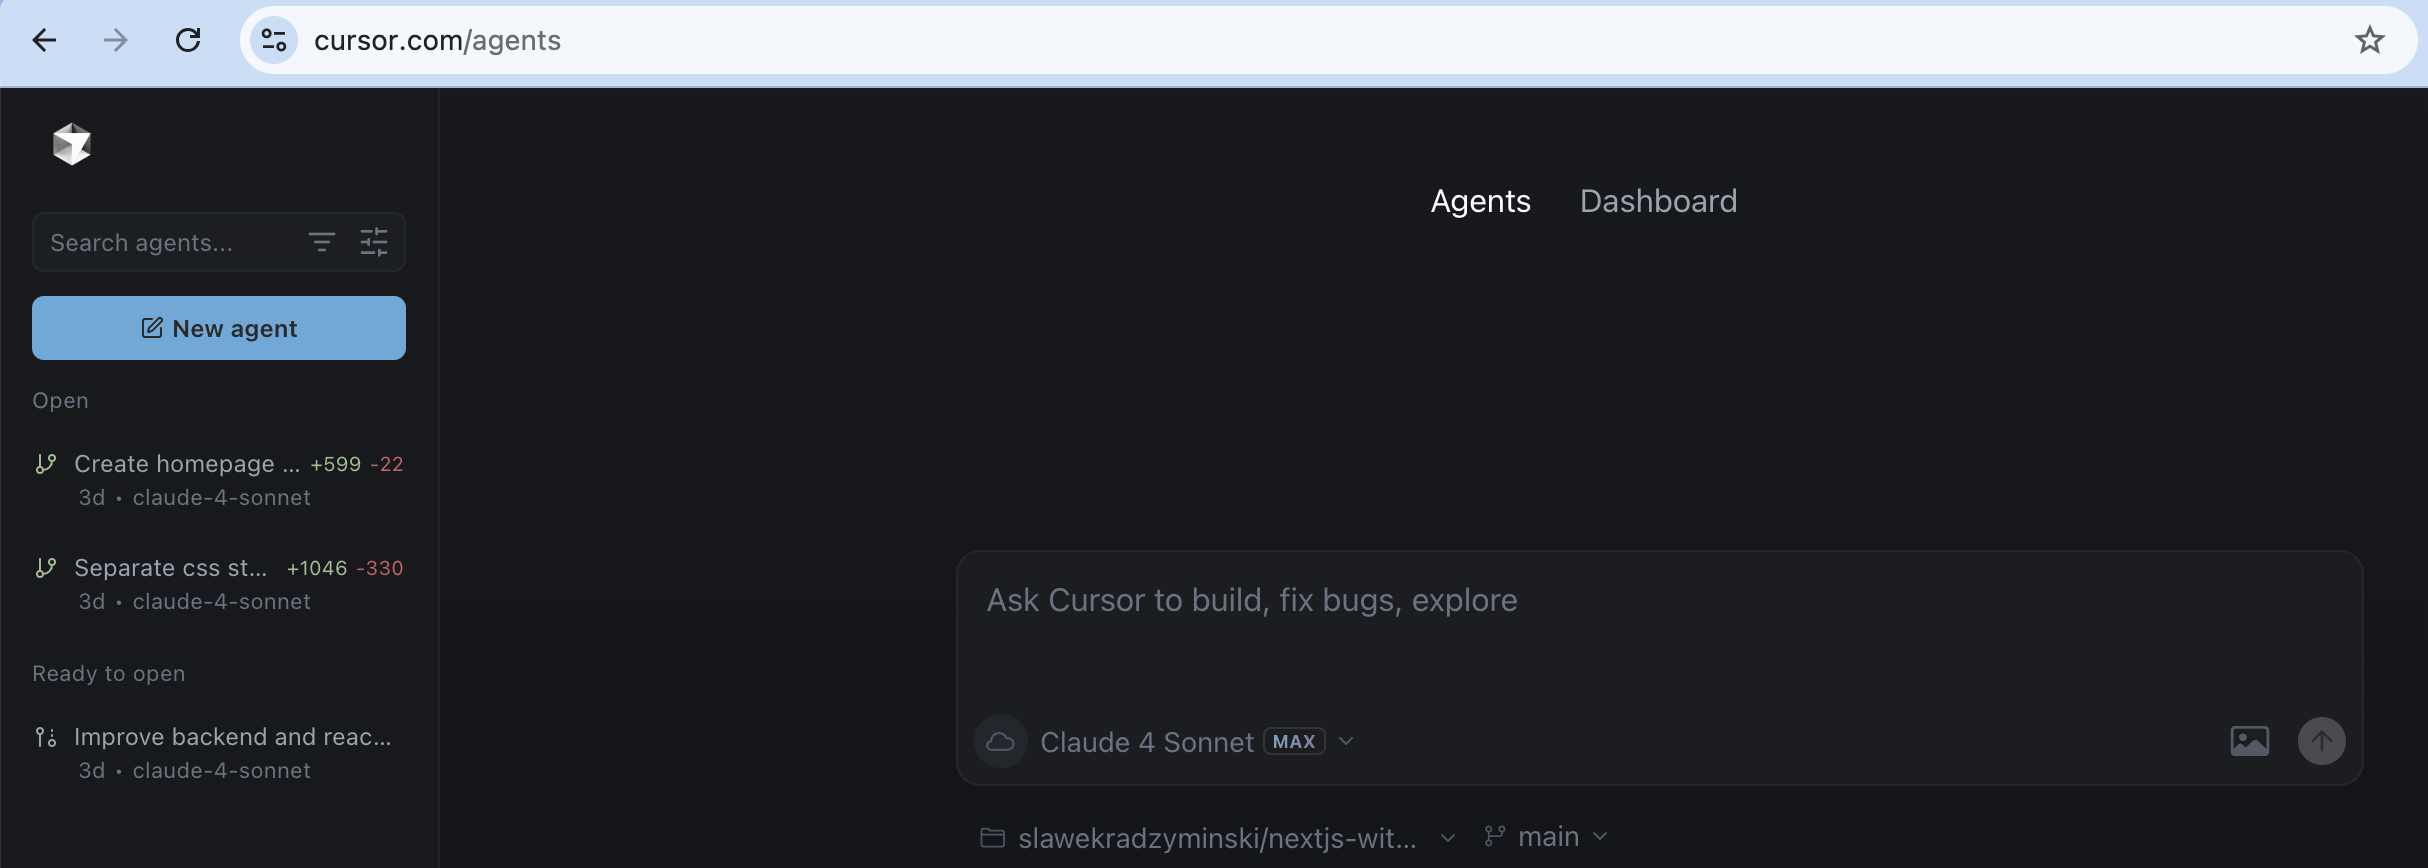 cursor.com/agents
Search agents...
New agent
Open
Create homepage ... +599 -22
3d • claude-4-sonnet
Separate css st... +1046 -330
3d • claude-4-sonnet
Ready to open
Improve backend and reac...
3d • claude-4-sonnet
Agents Dashboard
Ask Cursor to build, fix bugs, explore
Claude 4 Sonnet MAX
slawekradzyminski/nextjs-wit... main